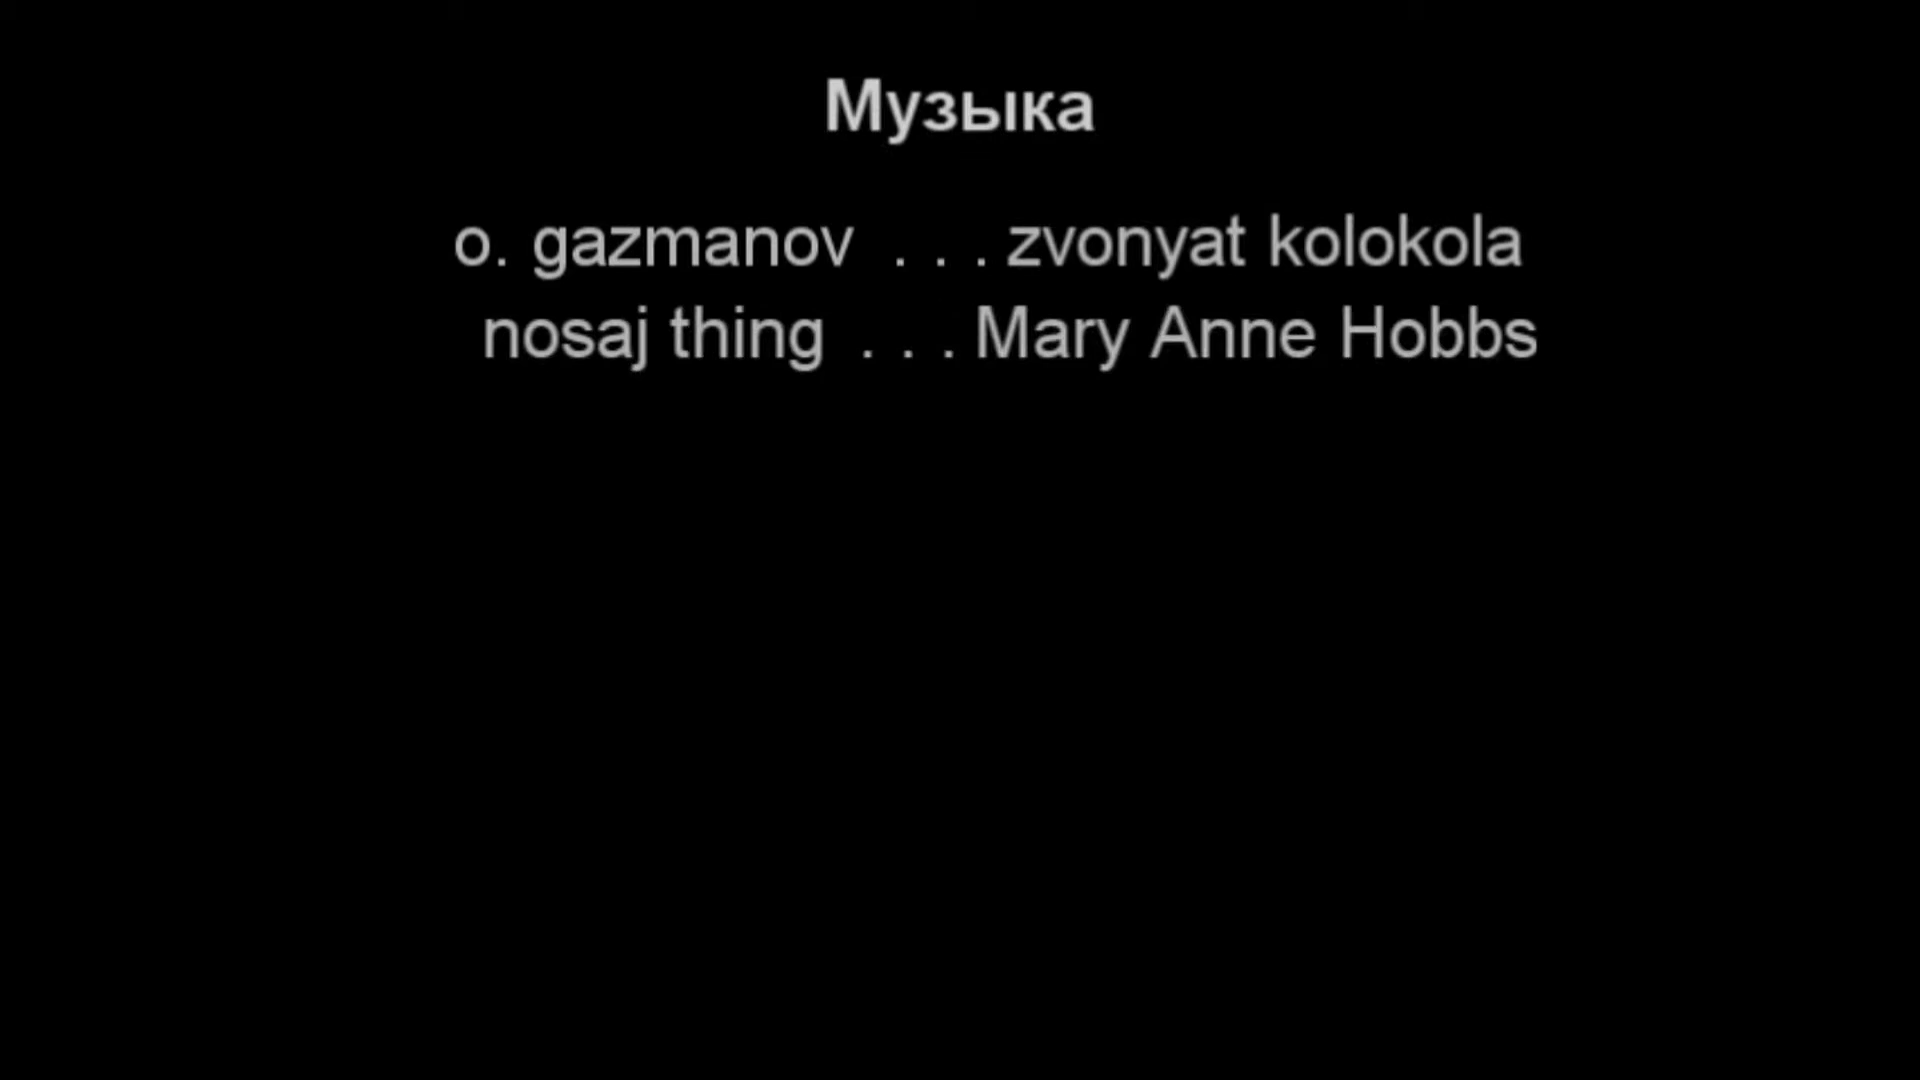 Музыка
o. gazmanov . . . zvonyat kolokola
nosaj thing . . . Mary Anne Hobbs